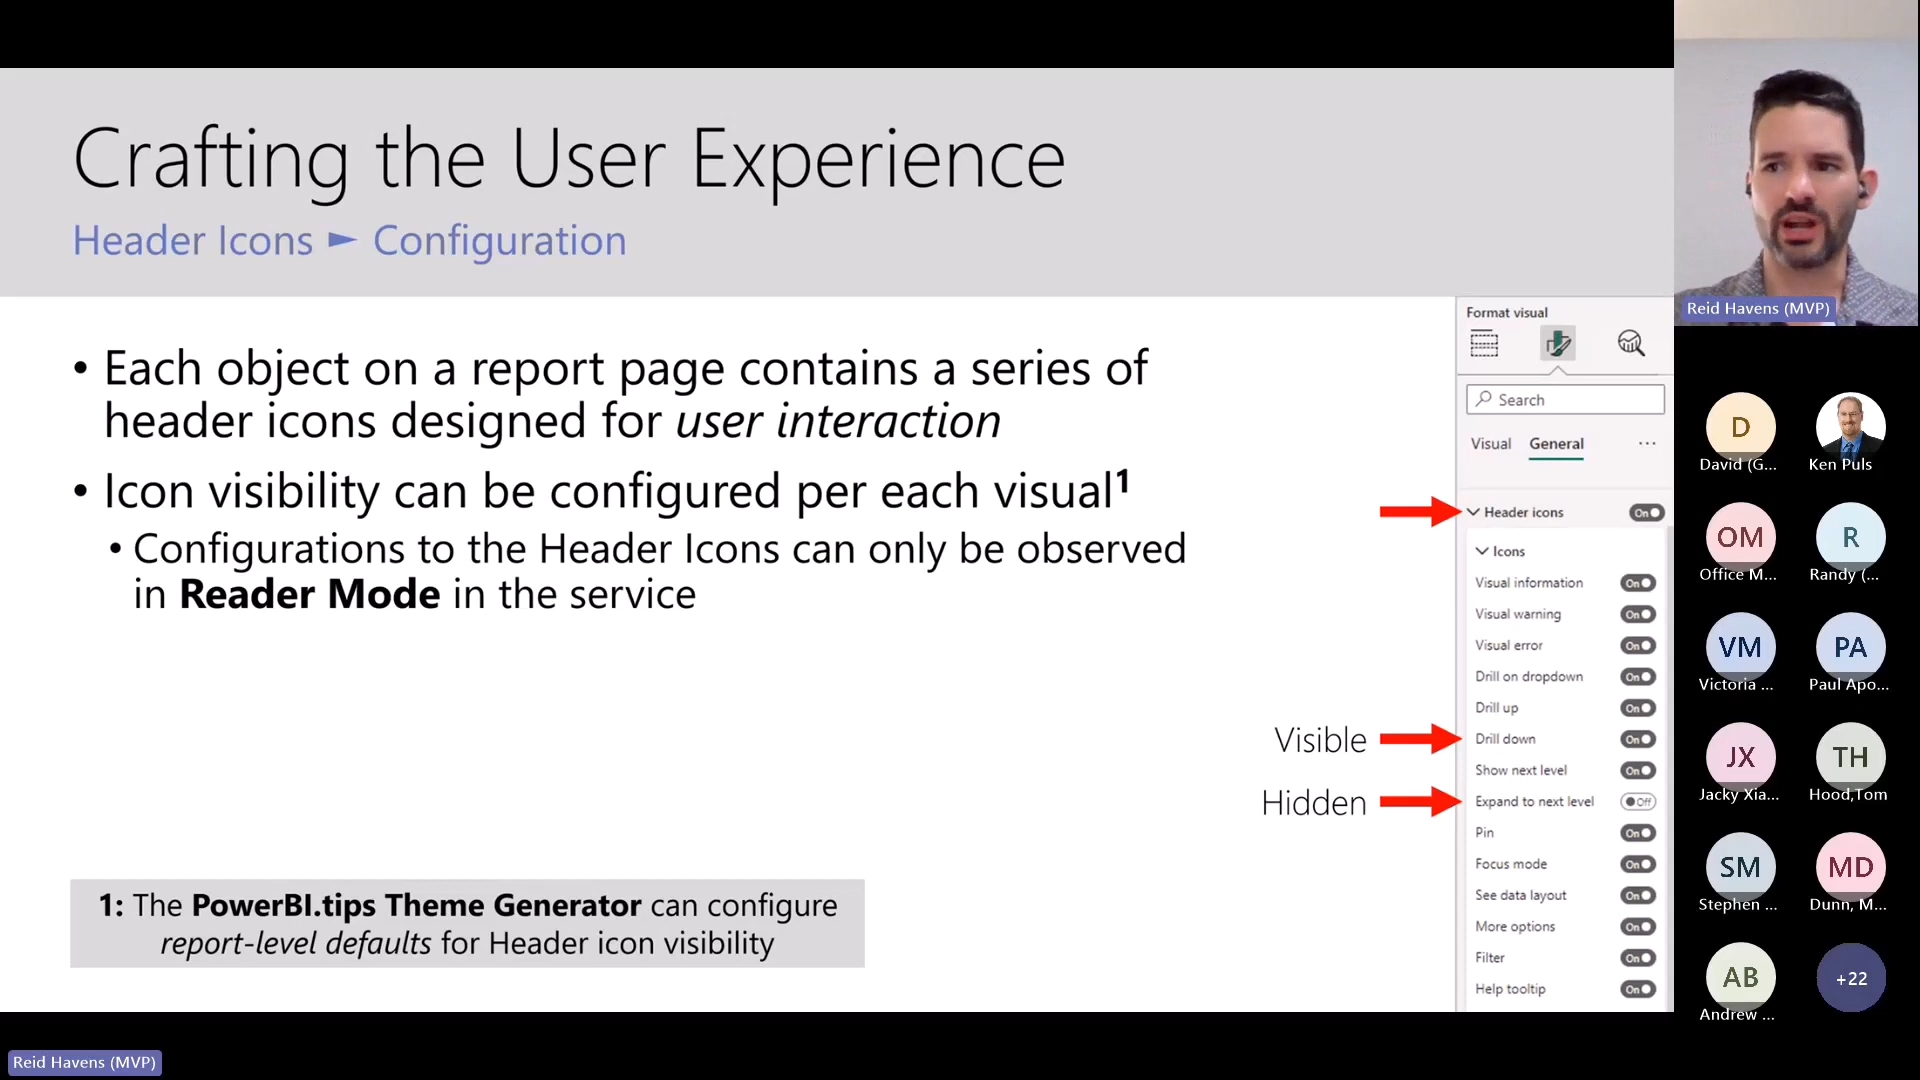 Crafting the User Experience
Header Icons ► Configuration
• Each object on a report page contains a series of
header icons designed for user interaction
• Icon visibility can be configured per each visual¹
• Configurations to the Header Icons can only be observed
in Reader Mode in the service
Visible
Hidden
1: The PowerBI.tips Theme Generator can configure
report-level defaults for Header icon visibility
Format visual
Search
Visual General ...
Header icons On
Icons
Visual information On
Visual warning On
Visual error On
Drill on dropdown On
Drill up On
Drill down On
Show next level On
Expand to next level Off
Pin On
Focus mode On
See data layout On
More options On
Filter On
Help tooltip On
Reid Havens (MVP)
D
David (G...
Ken Puls
OM
Office M...
R
Randy (...
VM
Victoria ...
PA
Paul Apo...
JX
Jacky Xia...
TH
Hood,Tom
SM
Stephen ...
MD
Dunn, M...
AB
Andrew ...
+22
Reid Havens (MVP)